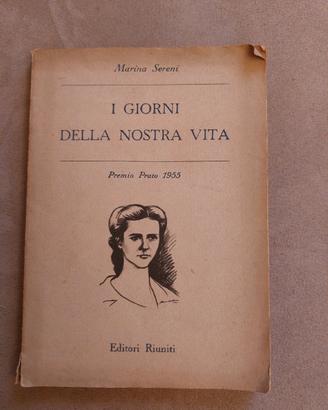 Marina Sereni
I GIORNI
DELLA NOSTRA VITA
Premio Prato 1955
Editori Riuniti